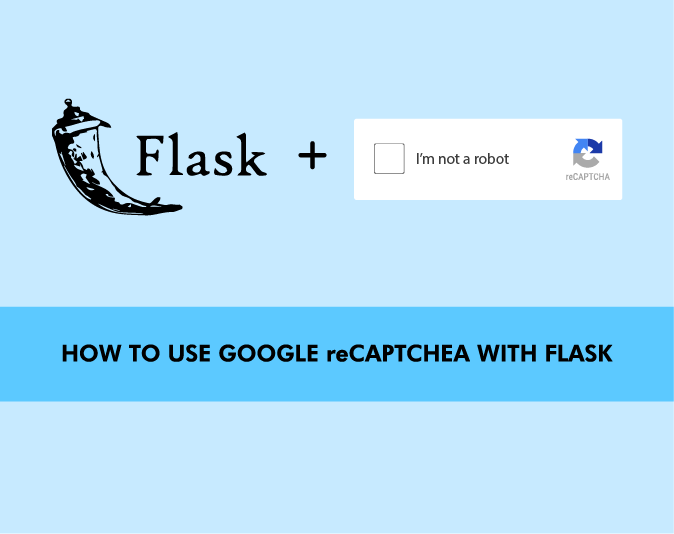 Flask + I'm not a robot
reCAPTCHA
HOW TO USE GOOGLE reCAPTCHEA WITH FLASK